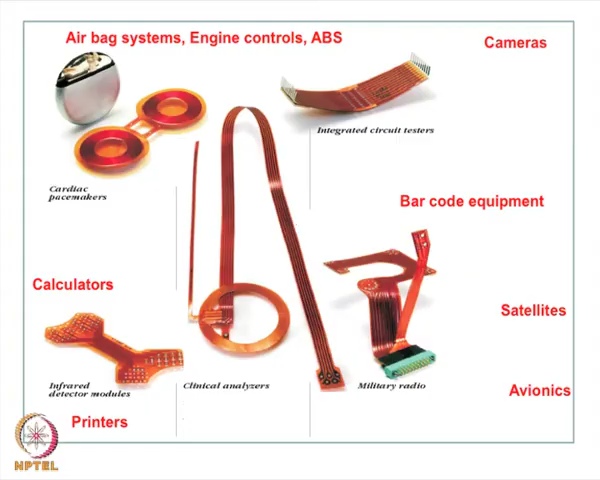 Air bag systems, Engine controls, ABS
Cameras
Integrated circuit testers
Cardiac
pacemakers
Bar code equipment
Calculators
Satellites
Infrared
detector modules
Clinical analyzers
Military radio
Avionics
Printers
NPTEL